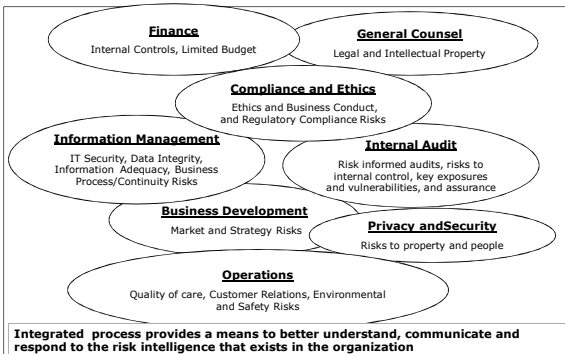 Finance
Internal Controls, Limited Budget
General Counsel
Legal and Intellectual Property
Compliance and Ethics
Ethics and Business Conduct,
and Regulatory Compliance Risks
Information Management
IT Security, Data Integrity,
Information Adequacy, Business
Process/Continuity Risks
Internal Audit
Risk informed audits, risks to
internal control, key exposures
and vulnerabilities, and assurance
Business Development
Market and Strategy Risks
Privacy andSecurity
Risks to property and people
Operations
Quality of care, Customer Relations, Environmental
and Safety Risks
Integrated process provides a means to better understand, communicate and
respond to the risk intelligence that exists in the organization